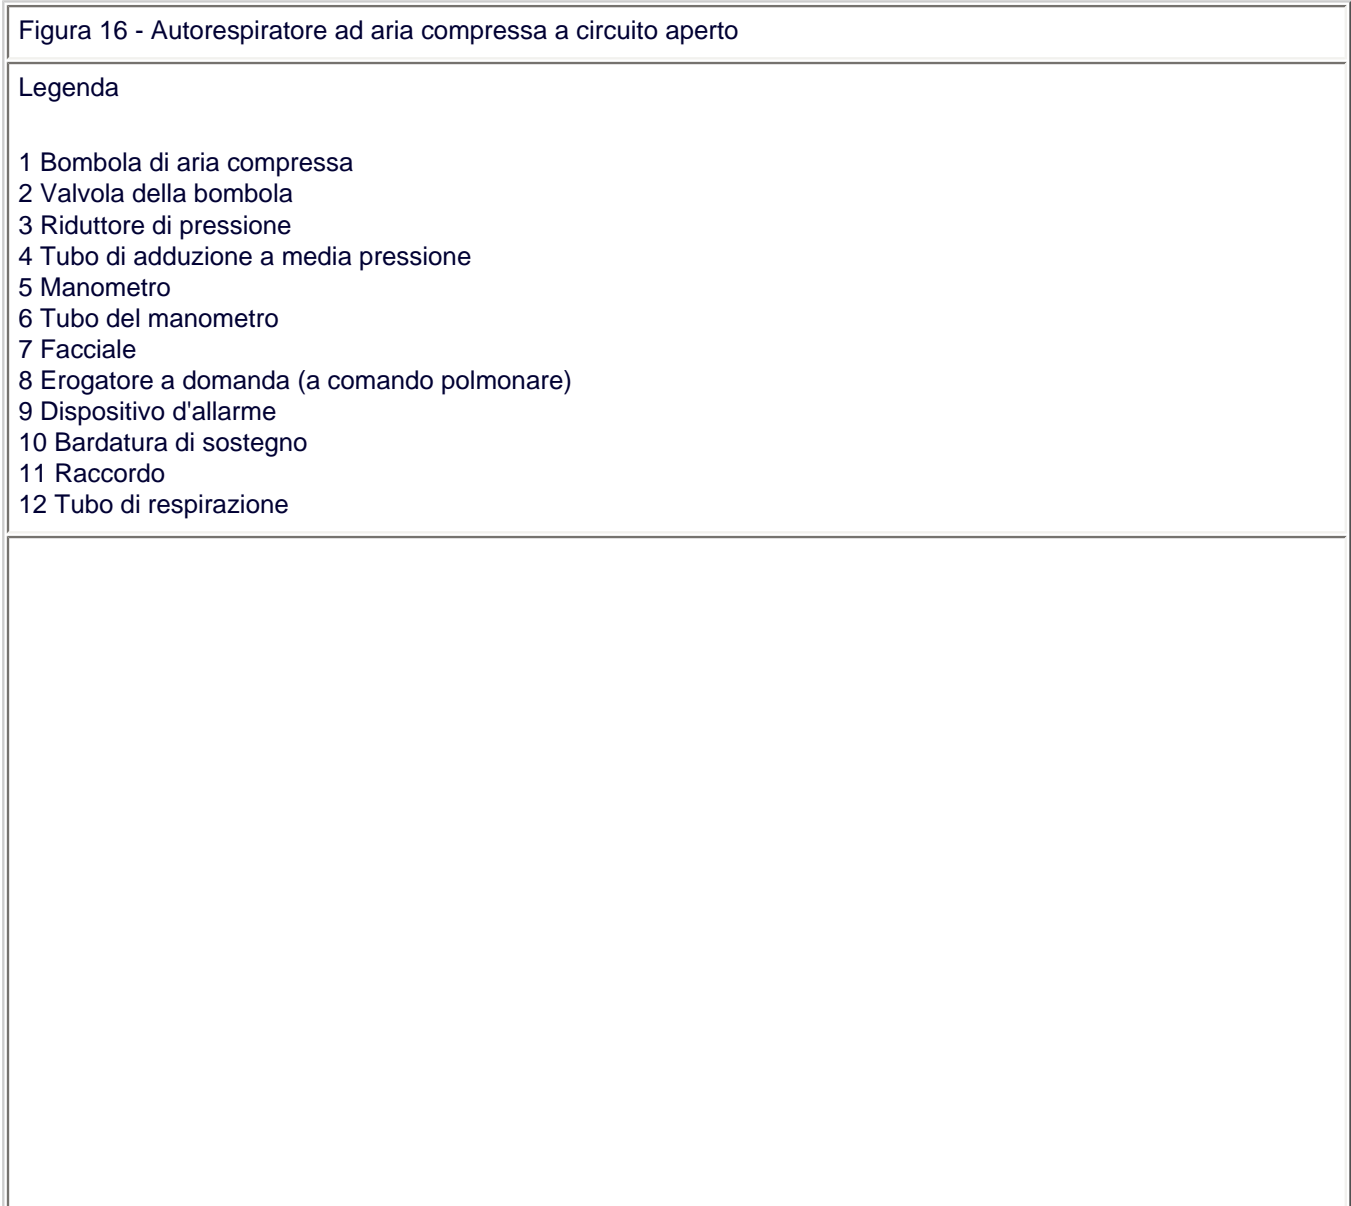 Figura 16 - Autorespiratore ad aria compressa a circuito aperto
Legenda
1 Bombola di aria compressa
2 Valvola della bombola
3 Riduttore di pressione
4 Tubo di adduzione a media pressione
5 Manometro
6 Tubo del manometro
7 Facciale
8 Erogatore a domanda (a comando polmonare)
9 Dispositivo d'allarme
10 Bardatura di sostegno
11 Raccordo
12 Tubo di respirazione